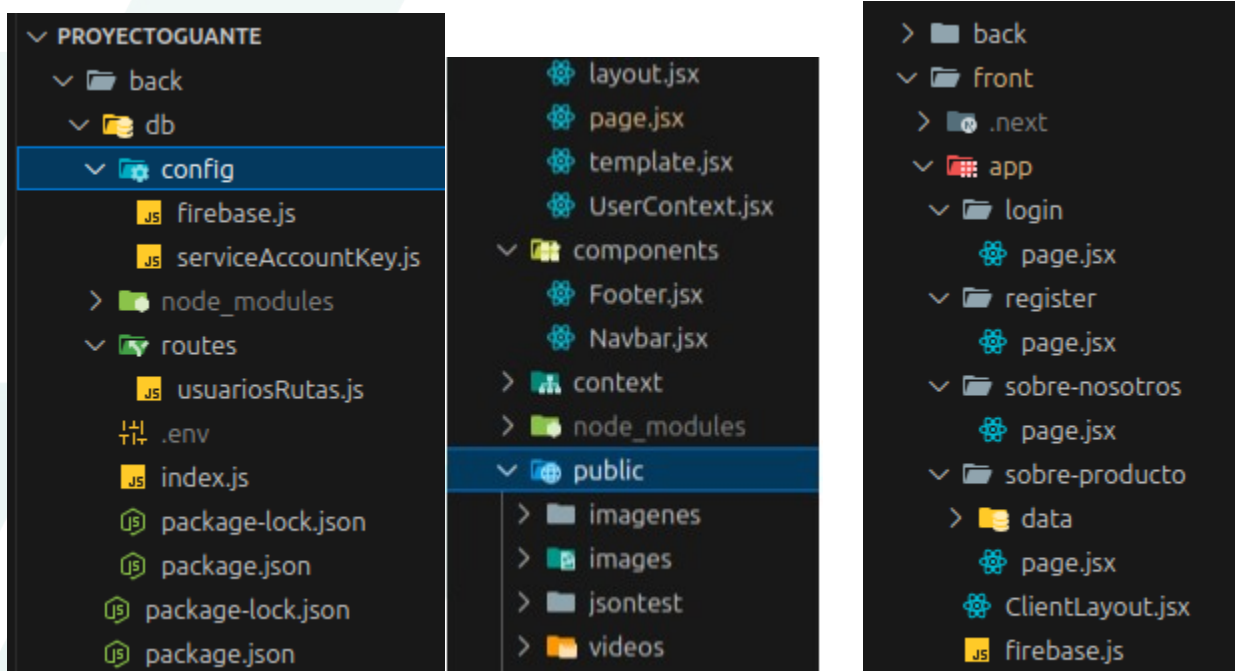 PROYECTOGUANTE
back
db
config
firebase.js
serviceAccountKey.js
node_modules
routes
usuariosRutas.js
.env
index.js
package-lock.json
package.json
package-lock.json
package.json
layout.jsx
page.jsx
template.jsx
UserContext.jsx
components
Footer.jsx
Navbar.jsx
context
node_modules
public
imagenes
images
jsontest
videos
back
front
.next
app
login
page.jsx
register
page.jsx
sobre-nosotros
page.jsx
sobre-producto
data
page.jsx
ClientLayout.jsx
firebase.js